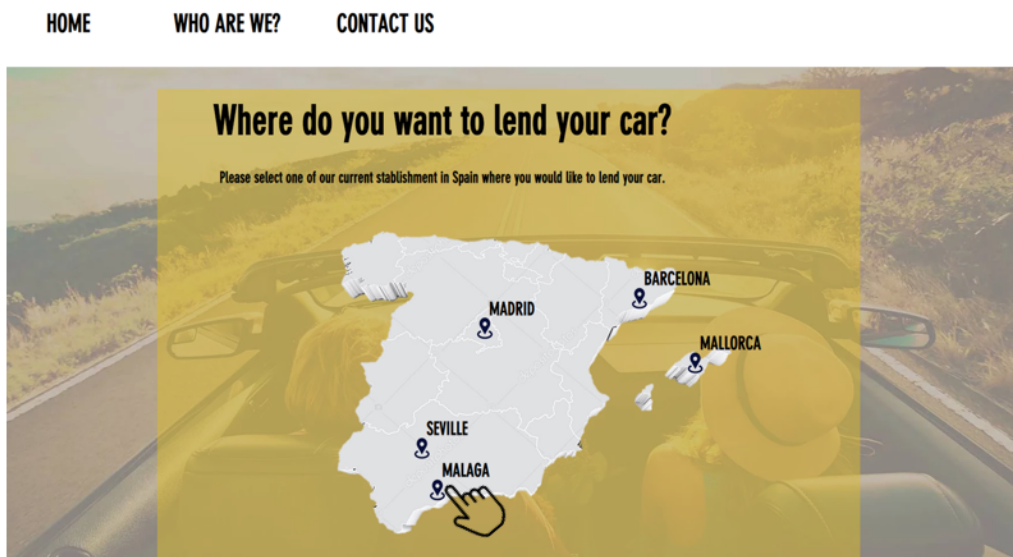 HOME WHO ARE WE? CONTACT US
Where do you want to lend your car?
Please select one of our current stablishment in Spain where you would like to lend your car.
BARCELONA
MADRID
MALLORCA
SEVILLE
MALAGA